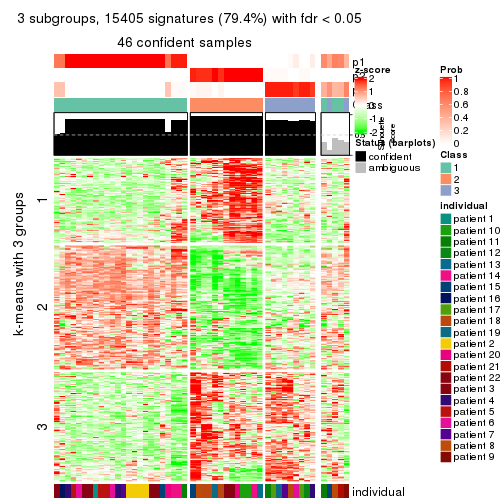 3 subgroups, 15405 signatures (79.4%) with fdr < 0.05
46 confident samples
p1
z-score
2
1
0
-1
-2
Silhouette
score
Prob
1
0.8
0.6
0.4
0.2
0
Status (barplots)
confident
ambiguous
Class
1
2
3
k-means with 3 groups
1
2
3
individual
patient 1
patient 10
patient 11
patient 12
patient 13
patient 14
patient 15
patient 16
patient 17
patient 18
patient 19
patient 2
patient 20
patient 21
patient 22
patient 3
patient 4
patient 5
patient 6
patient 7
patient 8
patient 9
individual